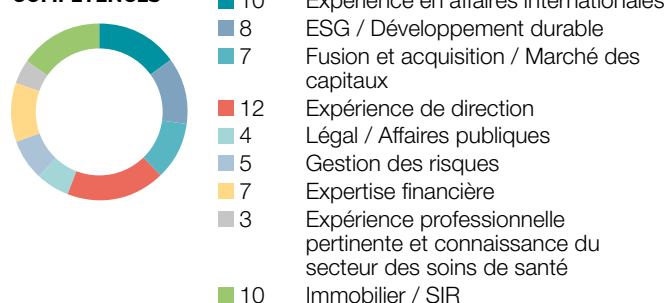 COMPÉTENCES
10 Expérience en affaires internationales
8 ESG / Développement durable
7 Fusion et acquisition / Marché des
capitaux
12 Expérience de direction
4 Légal / Affaires publiques
5 Gestion des risques
7 Expertise financière
3 Expérience professionnelle
pertinente et connaissance du
secteur des soins de santé
10 Immobilier / SIR